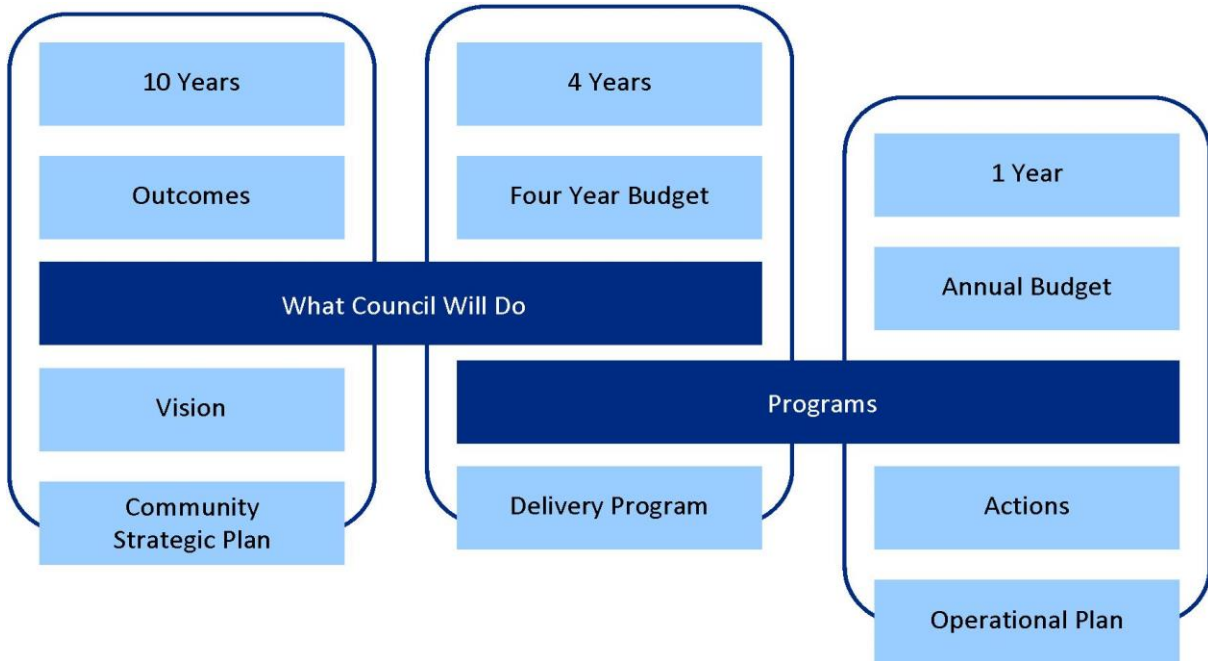 10 Years
Outcomes
What Council Will Do
Vision
Community
Strategic Plan
4 Years
Four Year Budget
Programs
Delivery Program
1 Year
Annual Budget
Actions
Operational Plan